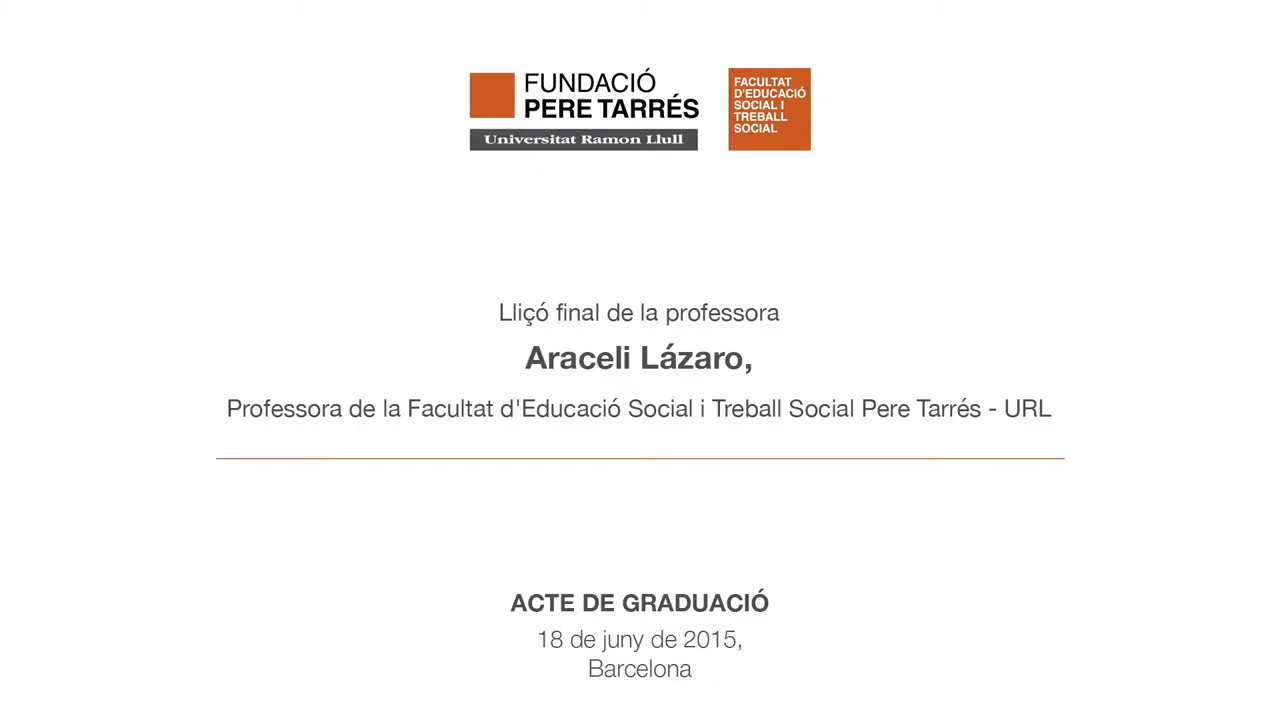 FUNDACIÓ
PERE TARRÉS
Universitat Ramon Llull
FACULTAT
D'EDUCACIÓ
SOCIAL I
TREBALL
SOCIAL
Lliçó final de la professora
Araceli Lázaro,
Professora de la Facultat d'Educació Social i Treball Social Pere Tarrés - URL
ACTE DE GRADUACIÓ
18 de juny de 2015,
Barcelona